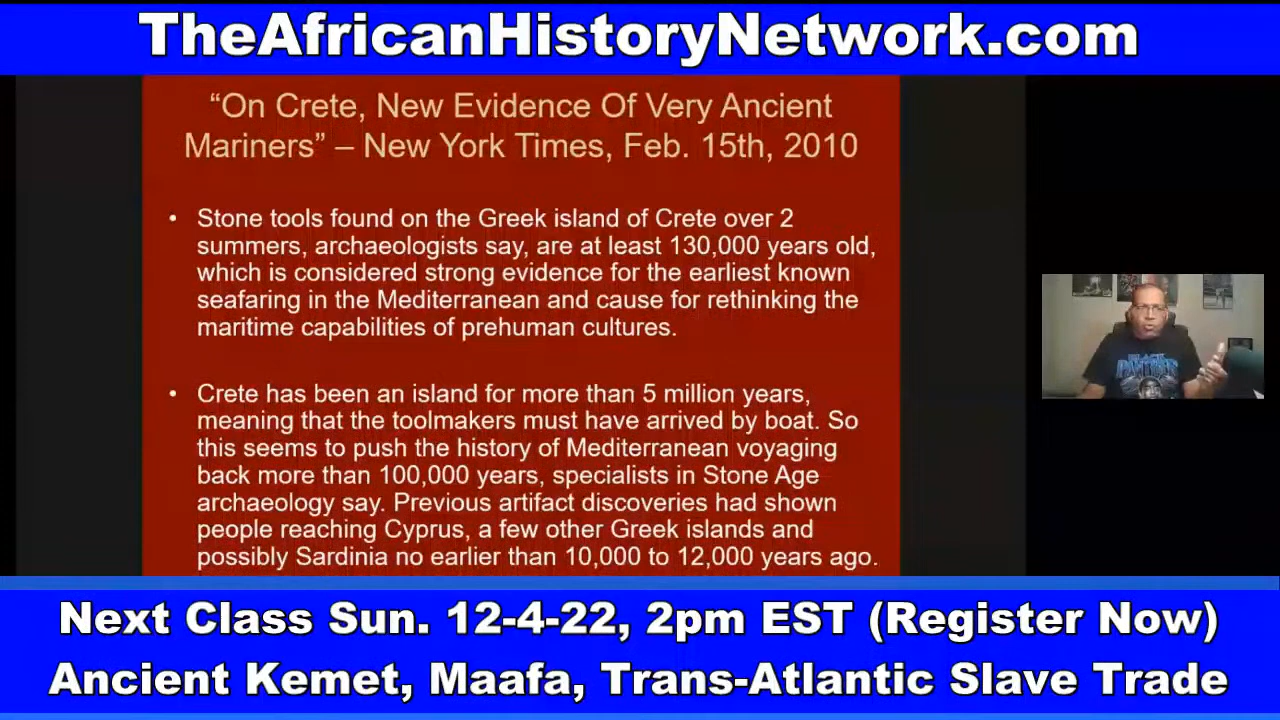 TheAfricanHistoryNetwork.com
“On Crete, New Evidence Of Very Ancient
Mariners” – New York Times, Feb. 15th, 2010
• Stone tools found on the Greek island of Crete over 2
summers, archaeologists say, are at least 130,000 years old,
which is considered strong evidence for the earliest known
seafaring in the Mediterranean and cause for rethinking the
maritime capabilities of prehuman cultures.
• Crete has been an island for more than 5 million years,
meaning that the toolmakers must have arrived by boat. So
this seems to push the history of Mediterranean voyaging
back more than 100,000 years, specialists in Stone Age
archaeology say. Previous artifact discoveries had shown
people reaching Cyprus, a few other Greek islands and
possibly Sardinia no earlier than 10,000 to 12,000 years ago.
BLACK
PANTHER
Next Class Sun. 12-4-22, 2pm EST (Register Now)
Ancient Kemet, Maafa, Trans-Atlantic Slave Trade